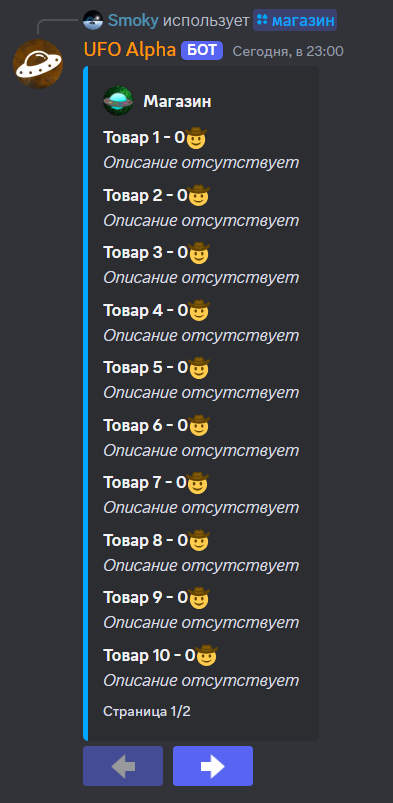 Smoky использует магазин
UFO Alpha БОТ Сегодня, в 23:00
Магазин
Товар 1 - 0🤠
Описание отсутствует
Товар 2 - 0🤠
Описание отсутствует
Товар 3 - 0🤠
Описание отсутствует
Товар 4 - 0🤠
Описание отсутствует
Товар 5 - 0🤠
Описание отсутствует
Товар 6 - 0🤠
Описание отсутствует
Товар 7 - 0🤠
Описание отсутствует
Товар 8 - 0🤠
Описание отсутствует
Товар 9 - 0🤠
Описание отсутствует
Товар 10 - 0🤠
Описание отсутствует
Страница 1/2